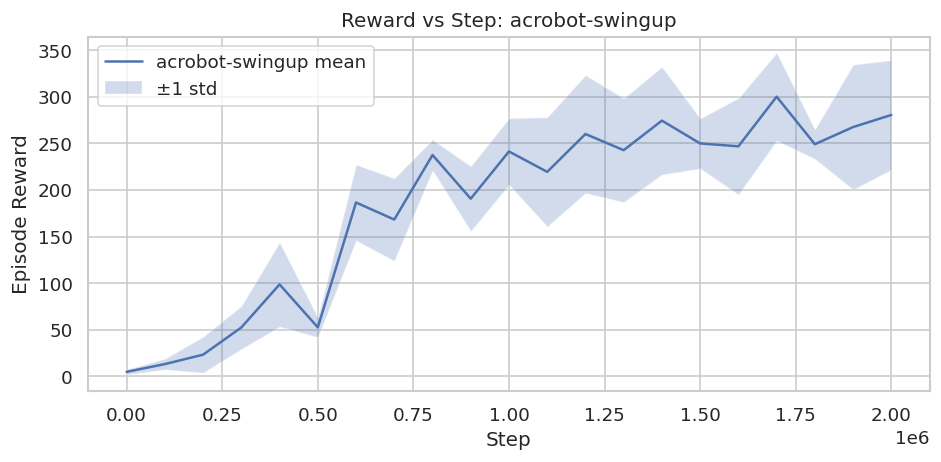 Reward vs Step: acrobot-swingup
acrobot-swingup mean
±1 std
Episode Reward
350
300
250
200
150
100
50
0
0.00 0.25 0.50 0.75 1.00 1.25 1.50 1.75 2.00
1e6
Step